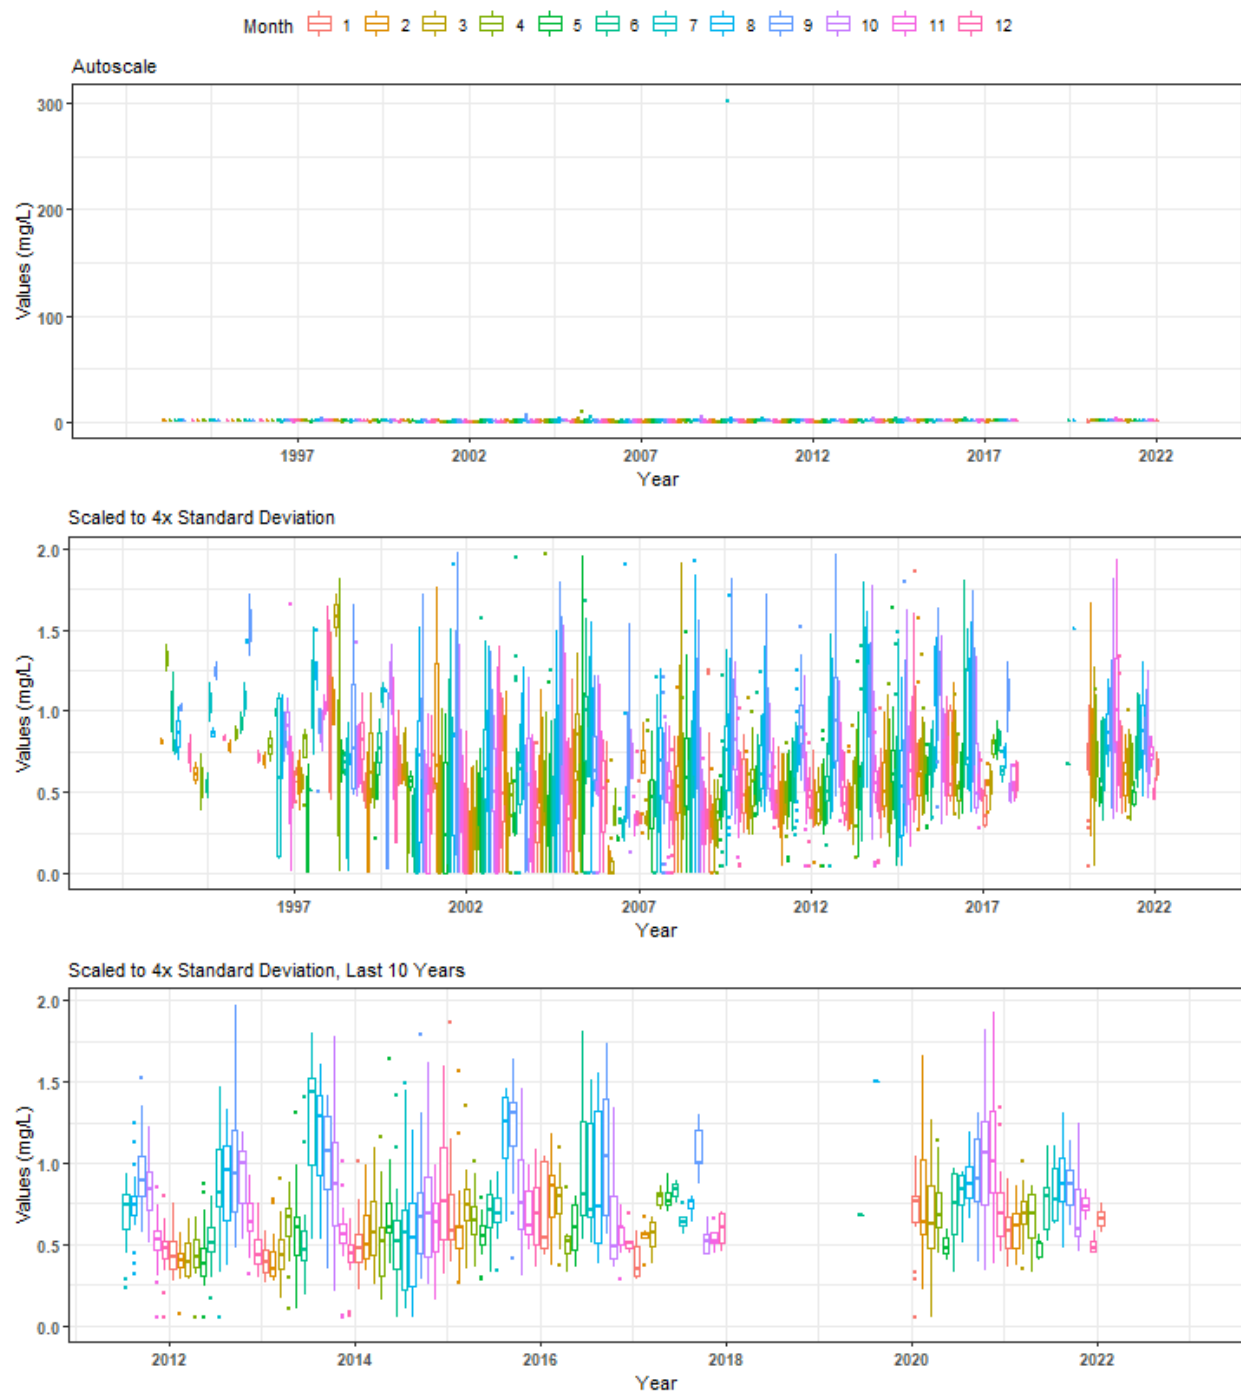 Month 1 2 3 4 5 6 7 8 9 10 11 12
Autoscale
300
200
100
0
Values (mg/L)
1997 2002 2007 2012 2017 2022
Year
Scaled to 4x Standard Deviation
2.0
1.5
1.0
0.5
0.0
Values (mg/L)
1997 2002 2007 2012 2017 2022
Year
Scaled to 4x Standard Deviation, Last 10 Years
2.0
1.5
1.0
0.5
0.0
Values (mg/L)
2012 2014 2016 2018 2020 2022
Year